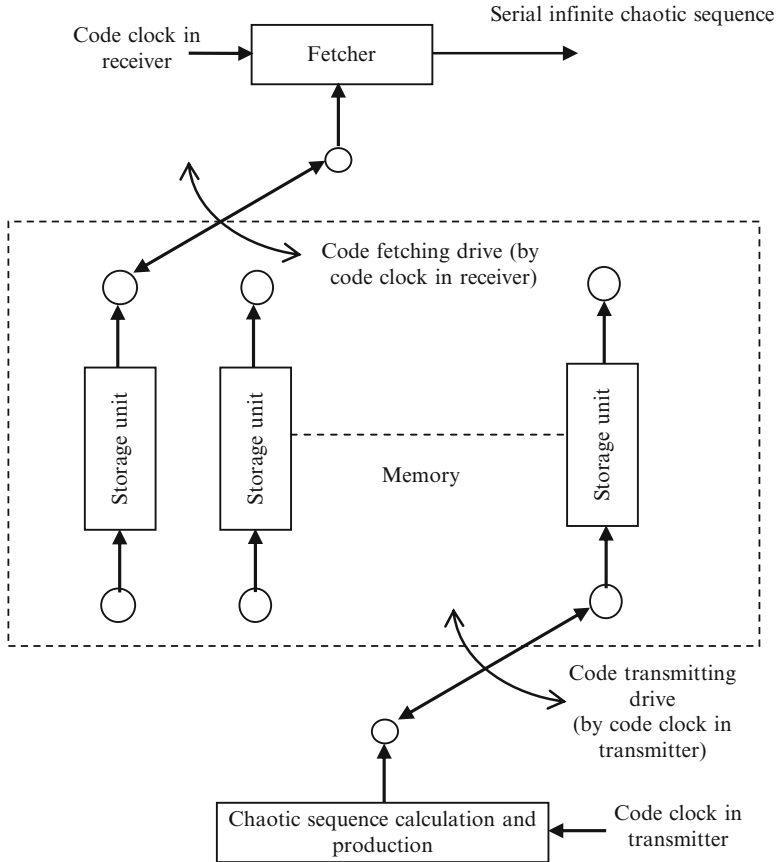 Serial infinite chaotic sequence
Code clock in
receiver
Fetcher
Code fetching drive (by
code clock in receiver)
Storage unit
Storage unit
Storage unit
Memory
Code transmitting
drive
(by code clock in
transmitter)
Chaotic sequence calculation and
production
Code clock in
transmitter